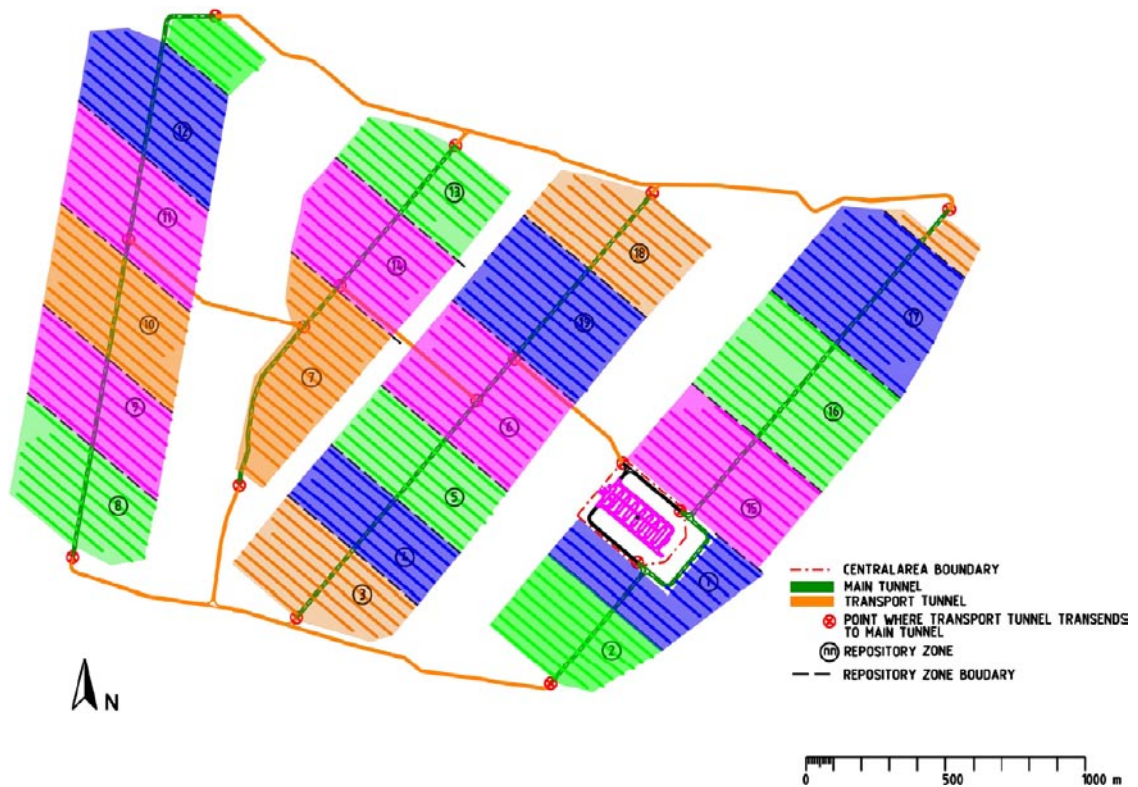 12
13
11
14
18
10
19
17
7
9
6
16
8
5
15
4
3
1
2
CENTRALAREA BOUNDARY
MAIN TUNNEL
TRANSPORT TUNNEL
POINT WHERE TRANSPORT TUNNEL TRANSENDS
TO MAIN TUNNEL
nn REPOSITORY ZONE
REPOSITORY ZONE BOUDARY
N
0 500 1000 m